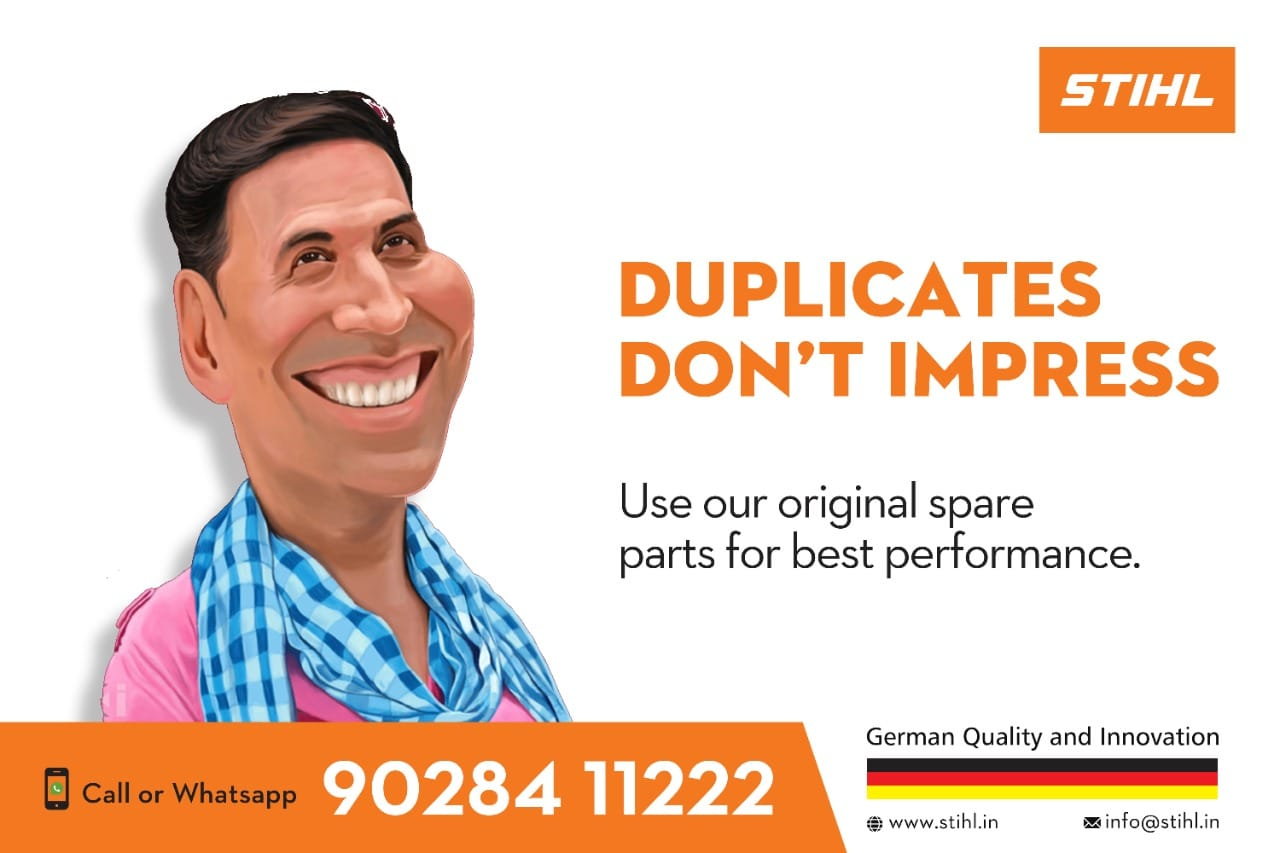 STIHL
DUPLICATES
DON'T IMPRESS
Use our original spare
parts for best performance.
Call or Whatsapp 90284 11222
German Quality and Innovation
www.stihl.in info@stihl.in